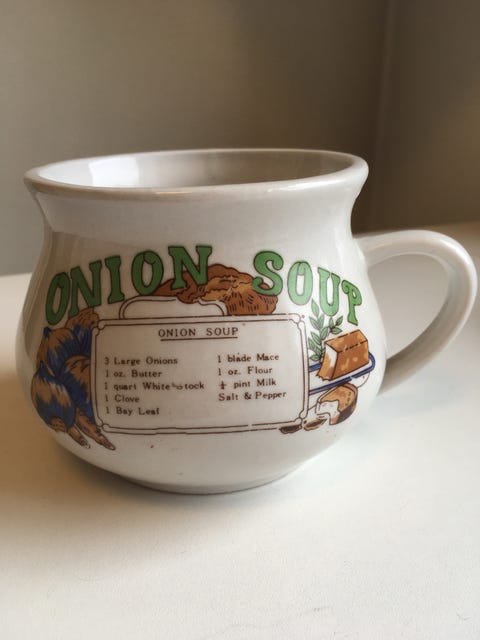 ONION SOUP
ONION SOUP
3 Large Onions
1 oz. Butter
1 quart White Stock
1 Clove
1 Bay Leaf
1 blade Mace
1 oz. Flour
½ pint Milk
Salt & Pepper